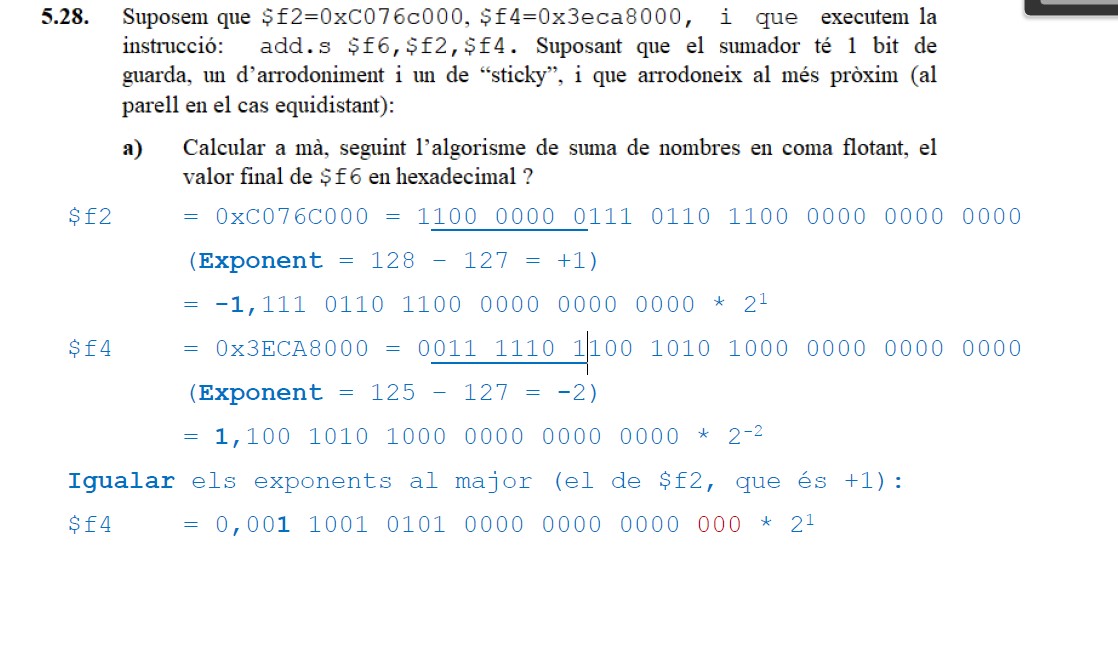 5.28. Suposem que $f2=0xC076c000, $f4=0x3eca8000, i que executem la
instrucció: add.s $f6,$f2,$f4. Suposant que el sumador té 1 bit de
guarda, un d’arrodoniment i un de “sticky”, i que arrodoneix al més pròxim (al
parell en el cas equidistant):
a) Calcular a mà, seguint l’algorisme de suma de nombres en coma flotant, el
valor final de $f6 en hexadecimal ?
$f2 = 0xC076C000 = 1100 0000 0111 0110 1100 0000 0000 0000
(Exponent = 128 − 127 = +1)
= -1,111 0110 1100 0000 0000 0000 * 2¹
$f4 = 0x3ECA8000 = 0011 1110 1100 1010 1000 0000 0000 0000
(Exponent = 125 − 127 = -2)
= 1,100 1010 1000 0000 0000 0000 * 2⁻²
Igualar els exponents al major (el de $f2, que és +1):
$f4 = 0,001 1001 0101 0000 0000 0000 000 * 2¹